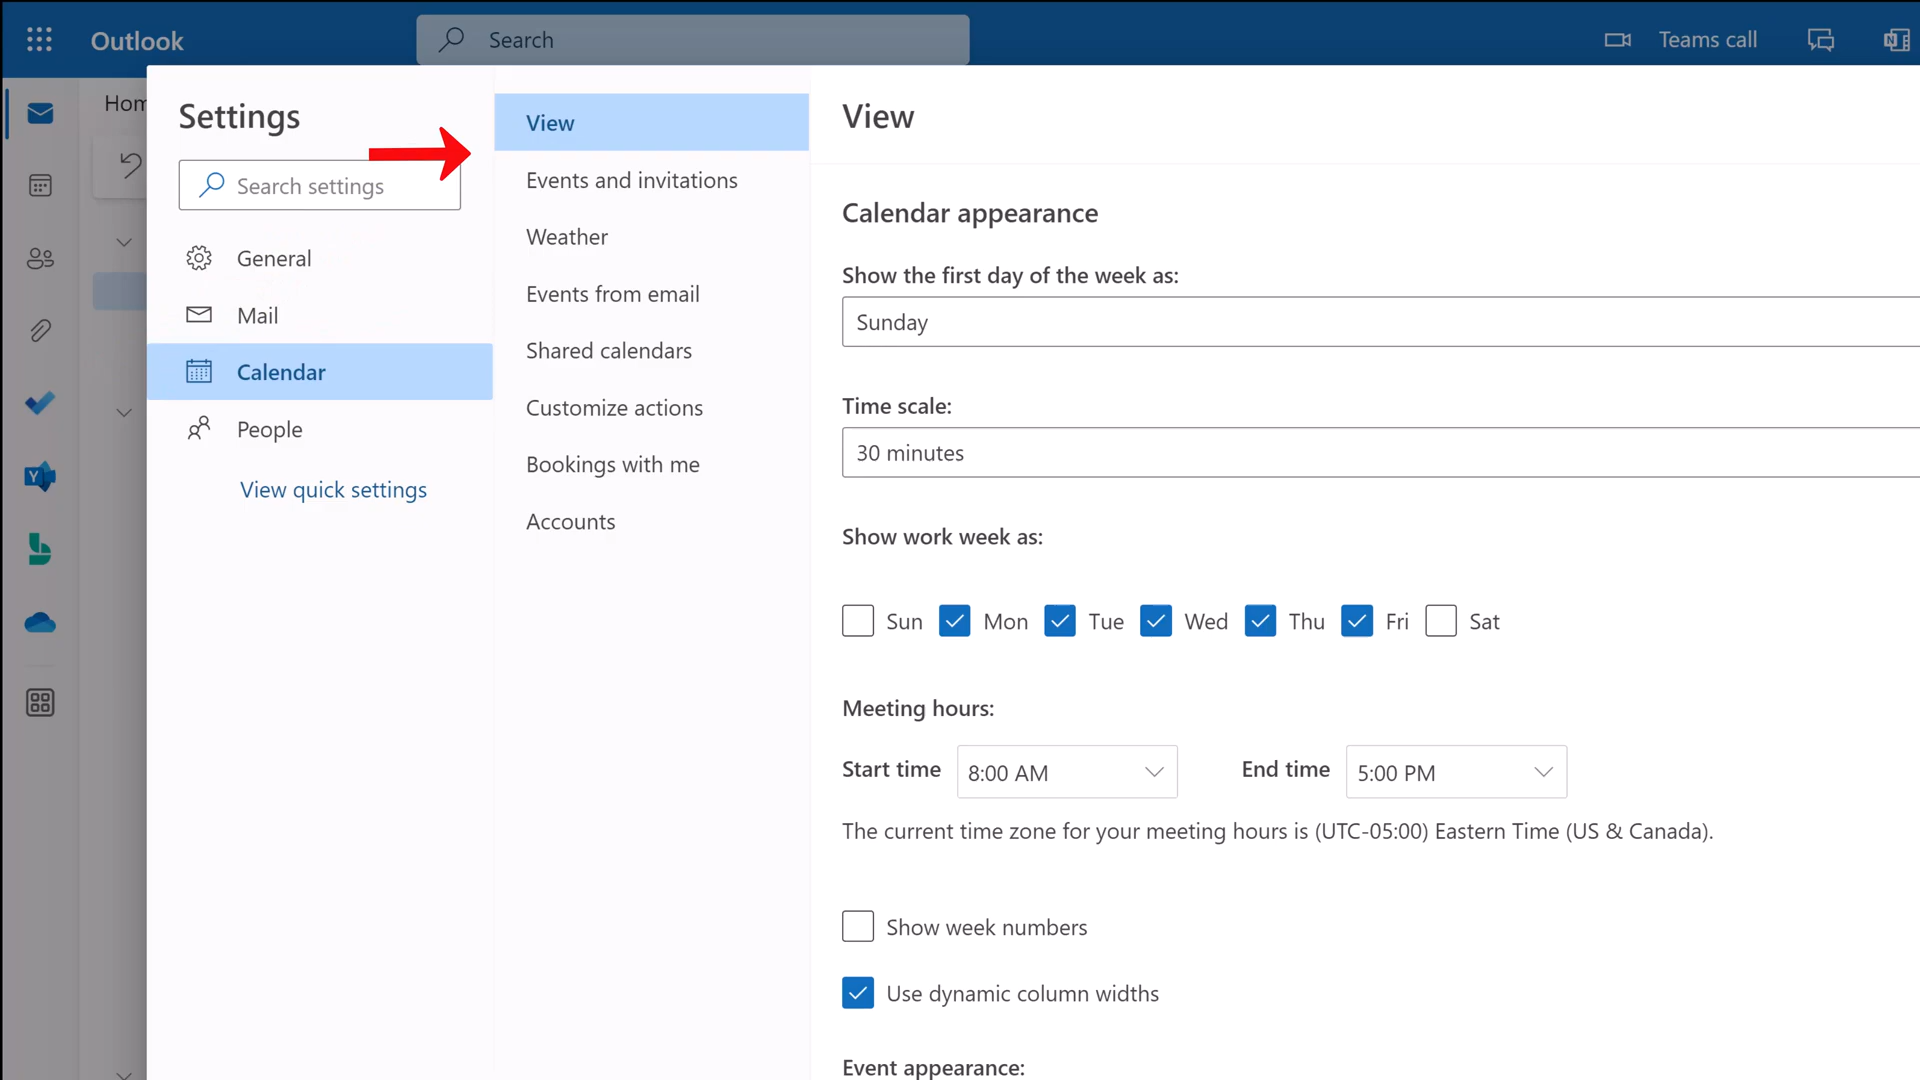 Outlook
Search
Teams call
Hom
Settings
Search settings
General
Mail
Calendar
People
View quick settings
View
Events and invitations
Weather
Events from email
Shared calendars
Customize actions
Bookings with me
Accounts
View
Calendar appearance
Show the first day of the week as:
Sunday
Time scale:
30 minutes
Show work week as:
Sun Mon Tue Wed Thu Fri Sat
Meeting hours:
Start time 8:00 AM End time 5:00 PM
The current time zone for your meeting hours is (UTC-05:00) Eastern Time (US & Canada).
Show week numbers
Use dynamic column widths
Event appearance: